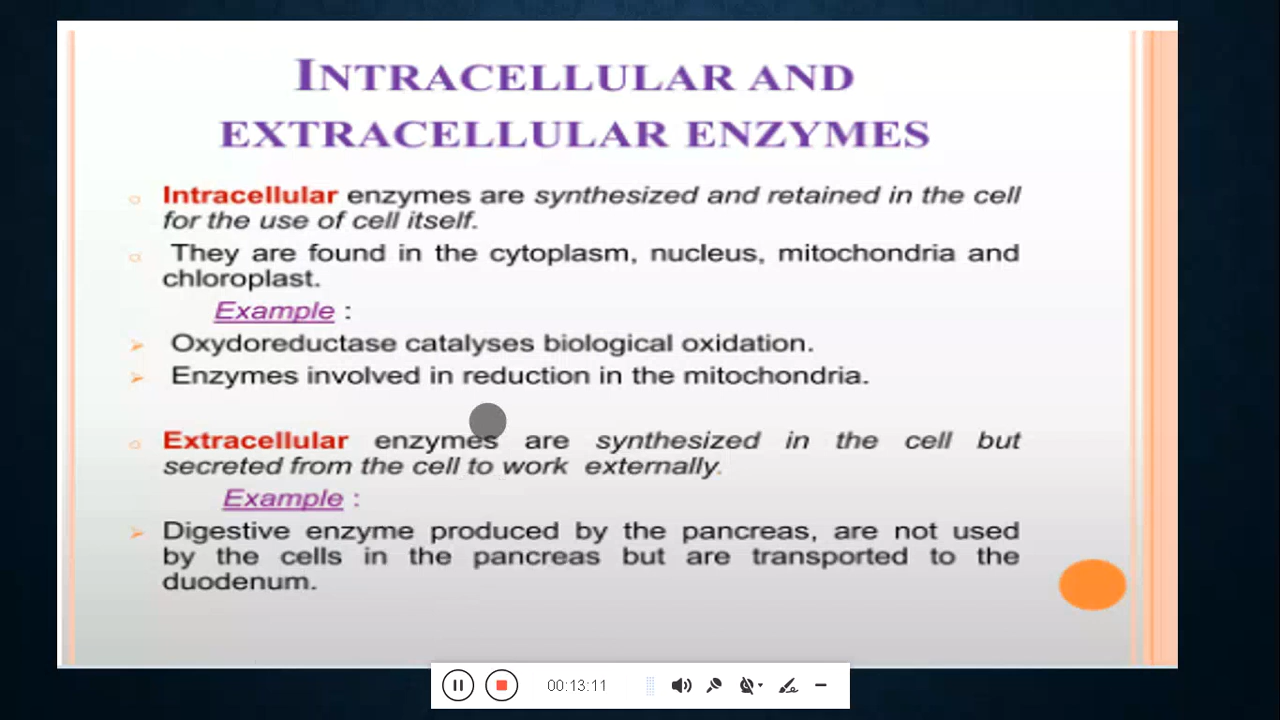 INTRACELLULAR AND
EXTRACELLULAR ENZYMES
Intracellular enzymes are synthesized and retained in the cell
for the use of cell itself.
They are found in the cytoplasm, nucleus, mitochondria and
chloroplast.
Example :
Oxydoreductase catalyses biological oxidation.
Enzymes involved in reduction in the mitochondria.
Extracellular enzymes are synthesized in the cell but
secreted from the cell to work externally.
Example :
Digestive enzyme produced by the pancreas, are not used
by the cells in the pancreas but are transported to the
duodenum.
00:13:11